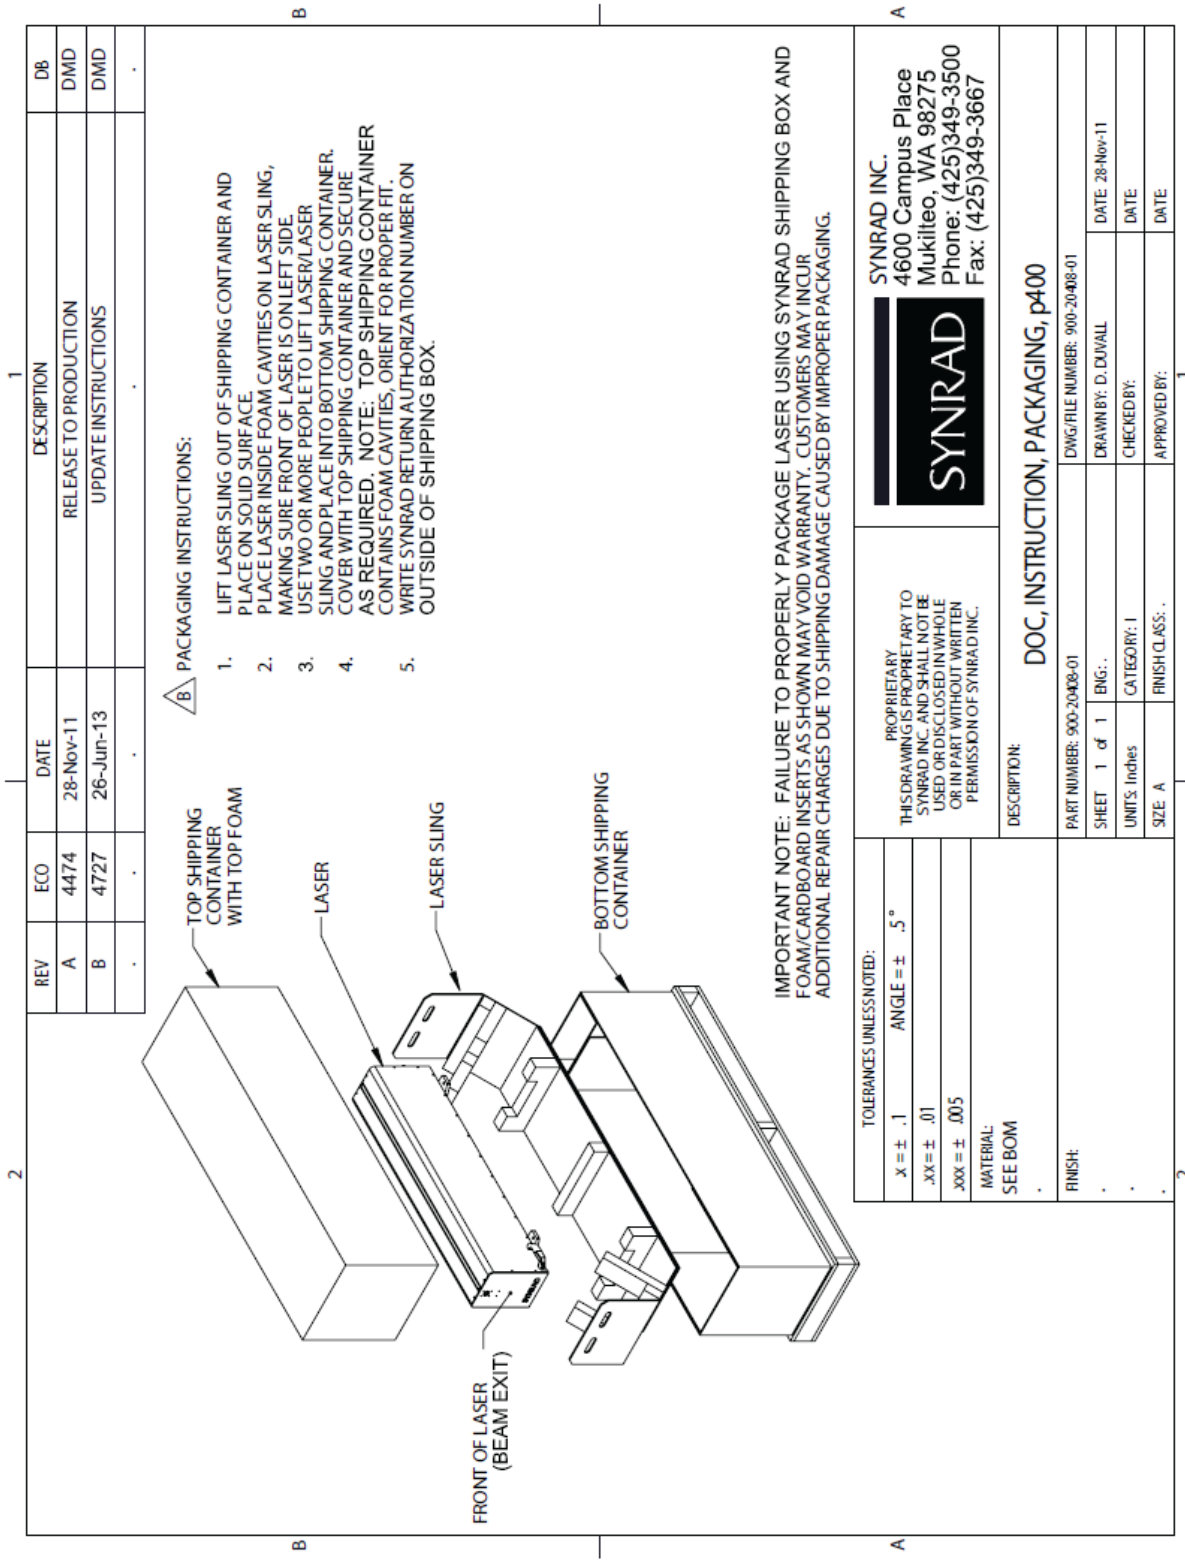 2
1
REV ECO DATE DESCRIPTION DB
A 4474 28-Nov-11 RELEASE TO PRODUCTION DMD
B 4727 26-Jun-13 UPDATE INSTRUCTIONS DMD
. . . . .
B
B
TOP SHIPPING
CONTAINER
WITH TOP FOAM
LASER
LASER SLING
BOTTOM SHIPPING
CONTAINER
FRONT OF LASER
(BEAM EXIT)
SYNRAD
B PACKAGING INSTRUCTIONS:
1. LIFT LASER SLING OUT OF SHIPPING CONTAINER AND
PLACE ON SOLID SURFACE.
2. PLACE LASER INSIDE FOAM CAVITIES ON LASER SLING,
MAKING SURE FRONT OF LASER IS ON LEFT SIDE.
3. USE TWO OR MORE PEOPLE TO LIFT LASER/LASER
SLING AND PLACE INTO BOTTOM SHIPPING CONTAINER.
4. COVER WITH TOP SHIPPING CONTAINER AND SECURE
AS REQUIRED. NOTE: TOP SHIPPING CONTAINER
CONTAINS FOAM CAVITIES, ORIENT FOR PROPER FIT.
5. WRITE SYNRAD RETURN AUTHORIZATION NUMBER ON
OUTSIDE OF SHIPPING BOX.
IMPORTANT NOTE: FAILURE TO PROPERLY PACKAGE LASER USING SYNRAD SHIPPING BOX AND
FOAM/CARDBOARD INSERTS AS SHOWN MAY VOID WARRANTY. CUSTOMERS MAY INCUR
ADDITIONAL REPAIR CHARGES DUE TO SHIPPING DAMAGE CAUSED BY IMPROPER PACKAGING.
A
A
TOLERANCES UNLESS NOTED:
.x = ± .1 ANGLE = ± .5°
.xx = ± .01
.xxx = ± .005
MATERIAL:
SEE BOM
.
FINISH:
.
.
.
PROPRIETARY
THIS DRAWING IS PROPRIETARY TO
SYNRAD INC. AND SHALL NOT BE
USED OR DISCLOSED IN WHOLE
OR IN PART WITHOUT WRITTEN
PERMISSION OF SYNRAD INC.
SYNRAD
SYNRAD INC.
4600 Campus Place
Mukilteo, WA 98275
Phone: (425)349-3500
Fax: (425)349-3667
DESCRIPTION:
DOC, INSTRUCTION, PACKAGING, p400
PART NUMBER: 900-20408-01 DWG/FILE NUMBER: 900-20408-01
SHEET 1 of 1 ENG: . DRAWN BY: D. DUVALL DATE: 28-Nov-11
UNITS: Inches CATEGORY: I CHECKED BY: DATE:
SIZE: A FINISH CLASS: . APPROVED BY: DATE:
2
1